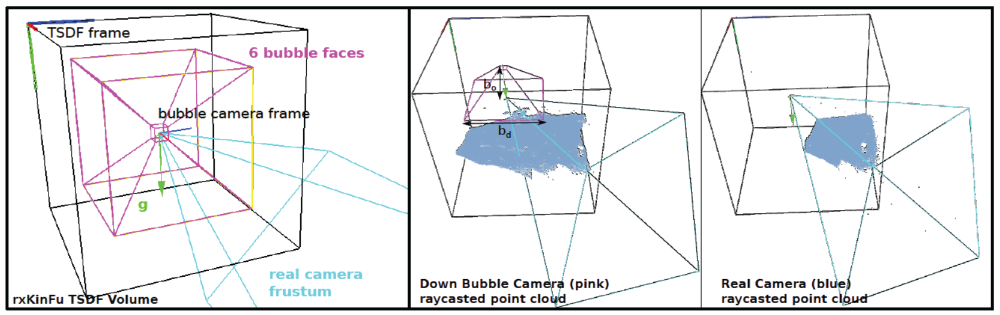 TSDF frame
6 bubble faces
bubble camera frame
g
real camera
frustum
rxKinFu TSDF Volume
bo
bd
Down Bubble Camera (pink)
raycasted point cloud
Real Camera (blue)
raycasted point cloud